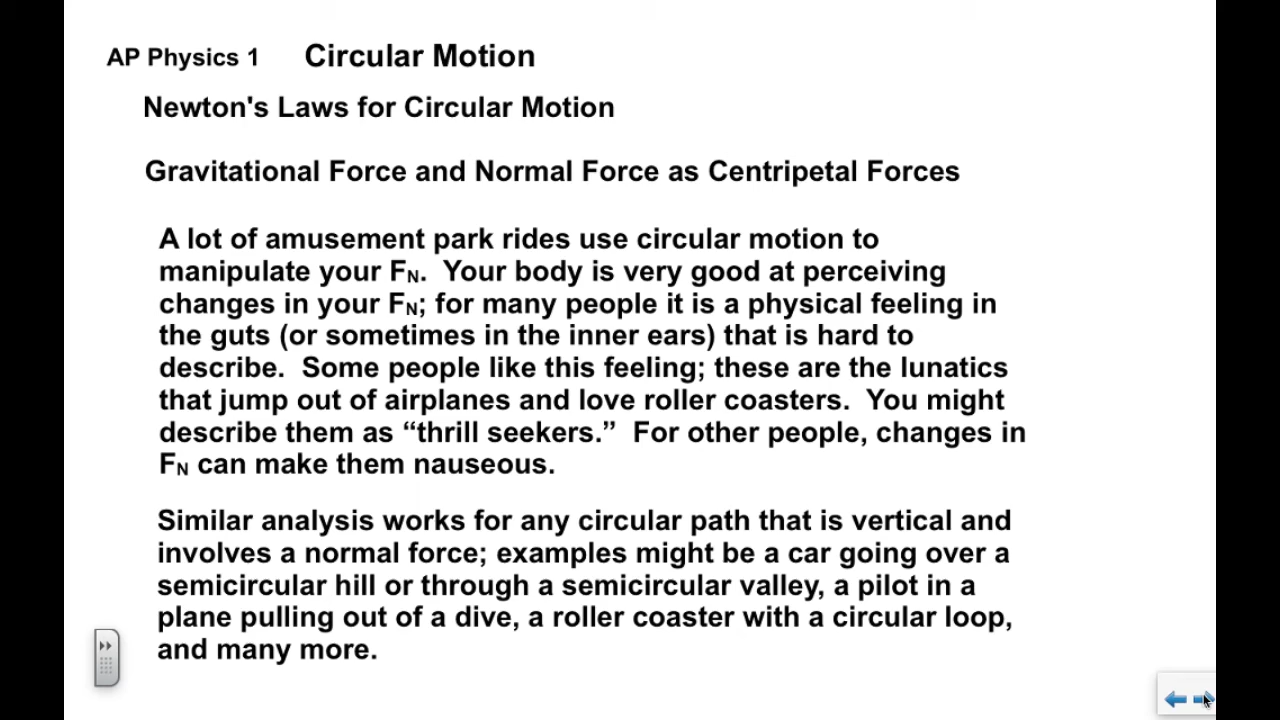 AP Physics 1 Circular Motion
Newton's Laws for Circular Motion
Gravitational Force and Normal Force as Centripetal Forces
A lot of amusement park rides use circular motion to
manipulate your FN. Your body is very good at perceiving
changes in your FN; for many people it is a physical feeling in
the guts (or sometimes in the inner ears) that is hard to
describe. Some people like this feeling; these are the lunatics
that jump out of airplanes and love roller coasters. You might
describe them as “thrill seekers.” For other people, changes in
FN can make them nauseous.
Similar analysis works for any circular path that is vertical and
involves a normal force; examples might be a car going over a
semicircular hill or through a semicircular valley, a pilot in a
plane pulling out of a dive, a roller coaster with a circular loop,
and many more.